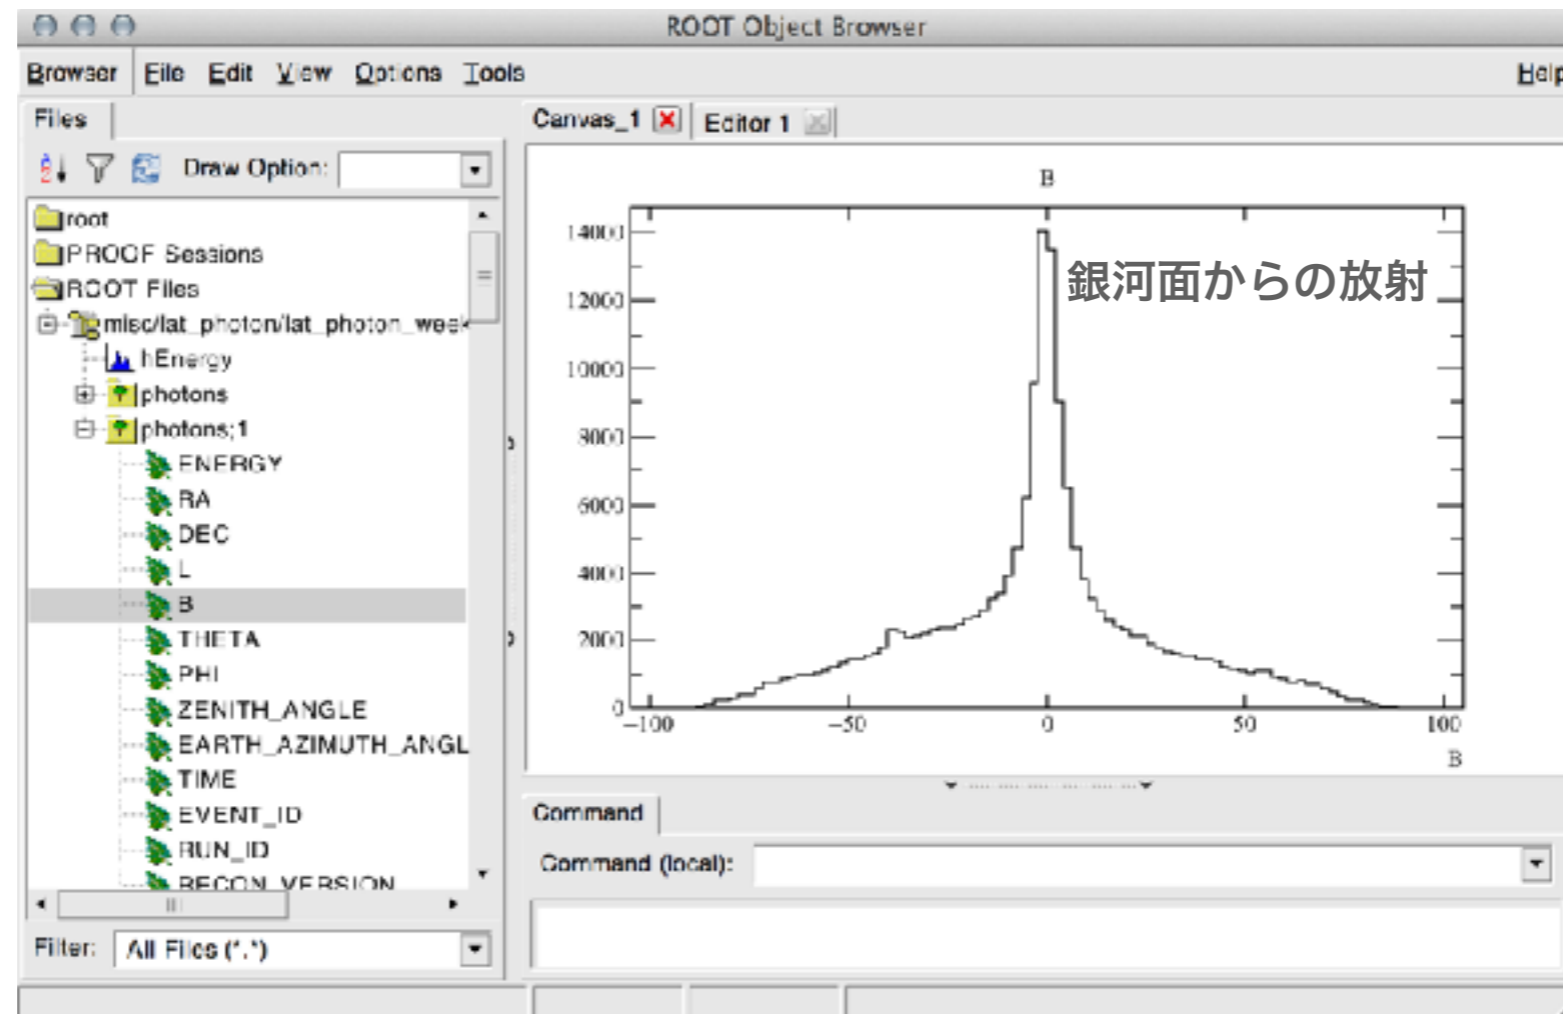 ROOT Object Browser
Browser File Edit View Options Tools Help
Files
Draw Option:
root
PROOF Sessions
ROOT Files
misc/lat_photon/lat_photon_week
hEnergy
photons
photons;1
ENERGY
RA
DEC
L
B
THETA
PHI
ZENITH_ANGLE
EARTH_AZIMUTH_ANGL
TIME
EVENT_ID
RUN_ID
RECON_VERSION
Filter: All Files (*.*)
Canvas_1 Editor 1
B
銀河面からの放射
14000
12000
10000
8000
6000
4000
2000
0
−100 −50 0 50 100
B
Command
Command (local):